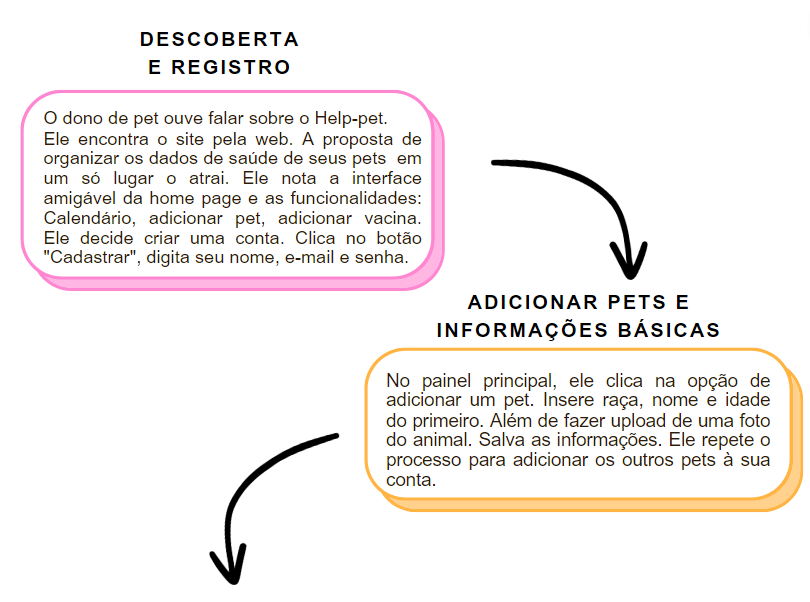 DESCOBERTA
E REGISTRO
O dono de pet ouve falar sobre o Help-pet.
Ele encontra o site pela web. A proposta de
organizar os dados de saúde de seus pets em
um só lugar o atrai. Ele nota a interface
amigável da home page e as funcionalidades:
Calendário, adicionar pet, adicionar vacina.
Ele decide criar uma conta. Clica no botão
"Cadastrar", digita seu nome, e-mail e senha.
ADICIONAR PETS E
INFORMAÇÕES BÁSICAS
No painel principal, ele clica na opção de
adicionar um pet. Insere raça, nome e idade
do primeiro. Além de fazer upload de uma foto
do animal. Salva as informações. Ele repete o
processo para adicionar os outros pets à sua
conta.